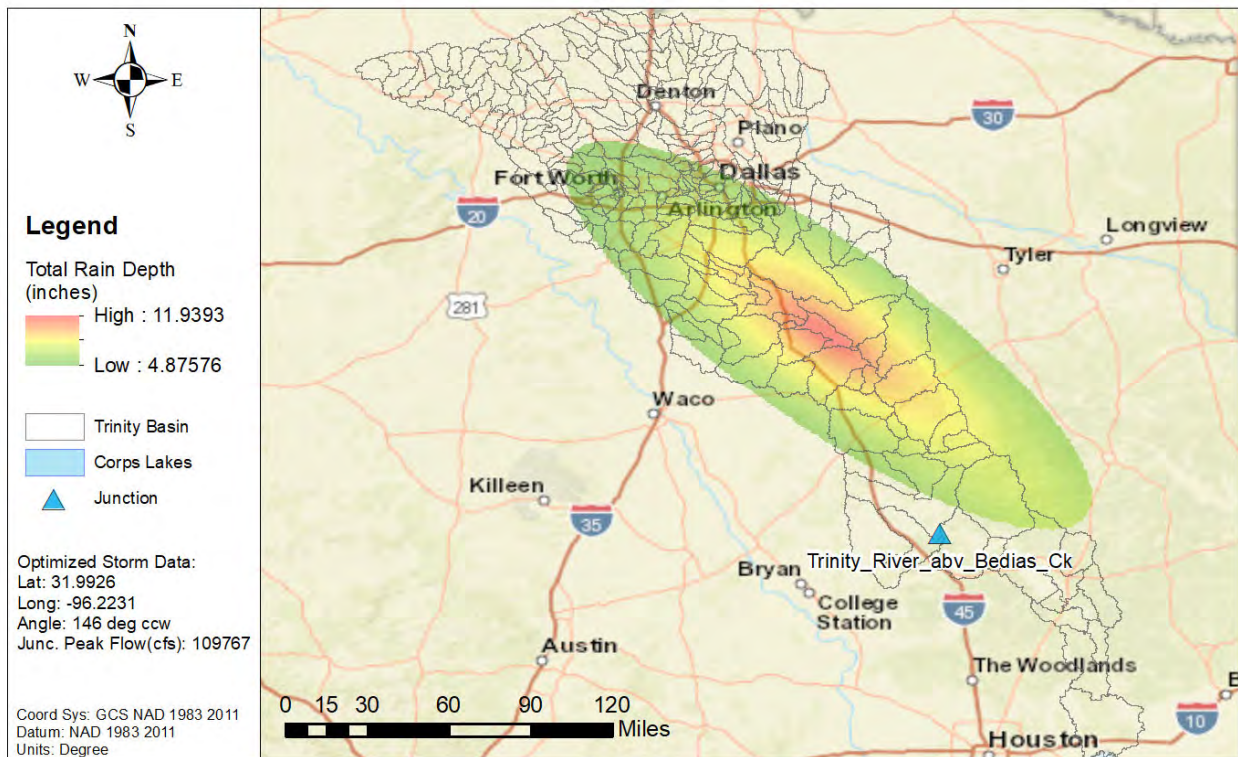 N
W
E
S
Legend
Total Rain Depth
(inches)
High : 11.9393
Low : 4.87576
Trinity Basin
Corps Lakes
Junction
Optimized Storm Data:
Lat: 31.9926
Long: -96.2231
Angle: 146 deg ccw
Junc. Peak Flow(cfs): 109767
Coord Sys: GCS NAD 1983 2011
Datum: NAD 1983 2011
Units: Degree
Denton
30
Plano
Fort Worth
Dallas
20
Arlington
Longview
Tyler
281
Waco
Killeen
35
Trinity_River_abv_Bedias_Ck
Bryan
College
Station
45
Austin
The Woodlands
B
0 15 30 60 90 120
Miles
10
Houston